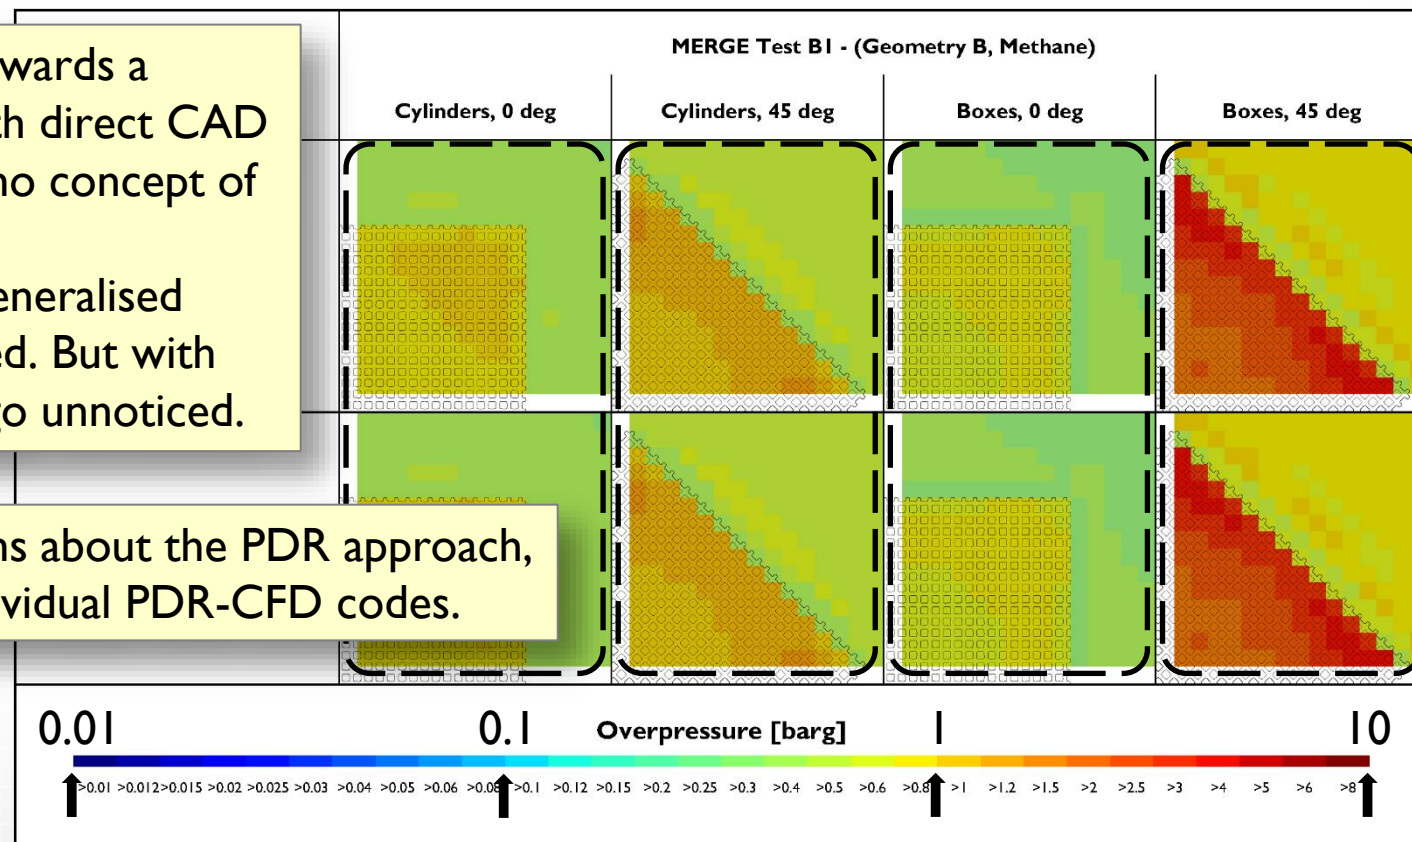 MERGE Test B1 - (Geometry B, Methane)
Cylinders, 0 deg
Cylinders, 45 deg
Boxes, 0 deg
Boxes, 45 deg
wards a
th direct CAD
no concept of
eneralised
ed. But with
go unnoticed.
ns about the PDR approach,
ividual PDR-CFD codes.
0.01 0.1 Overpressure [barg] 1 10
>0.01 >0.012 >0.015 >0.02 >0.025 >0.03 >0.04 >0.05 >0.06 >0.08 >0.1 >0.12 >0.15 >0.2 >0.25 >0.3 >0.4 >0.5 >0.6 >0.8 >1 >1.2 >1.5 >2 >2.5 >3 >4 >5 >6 >8